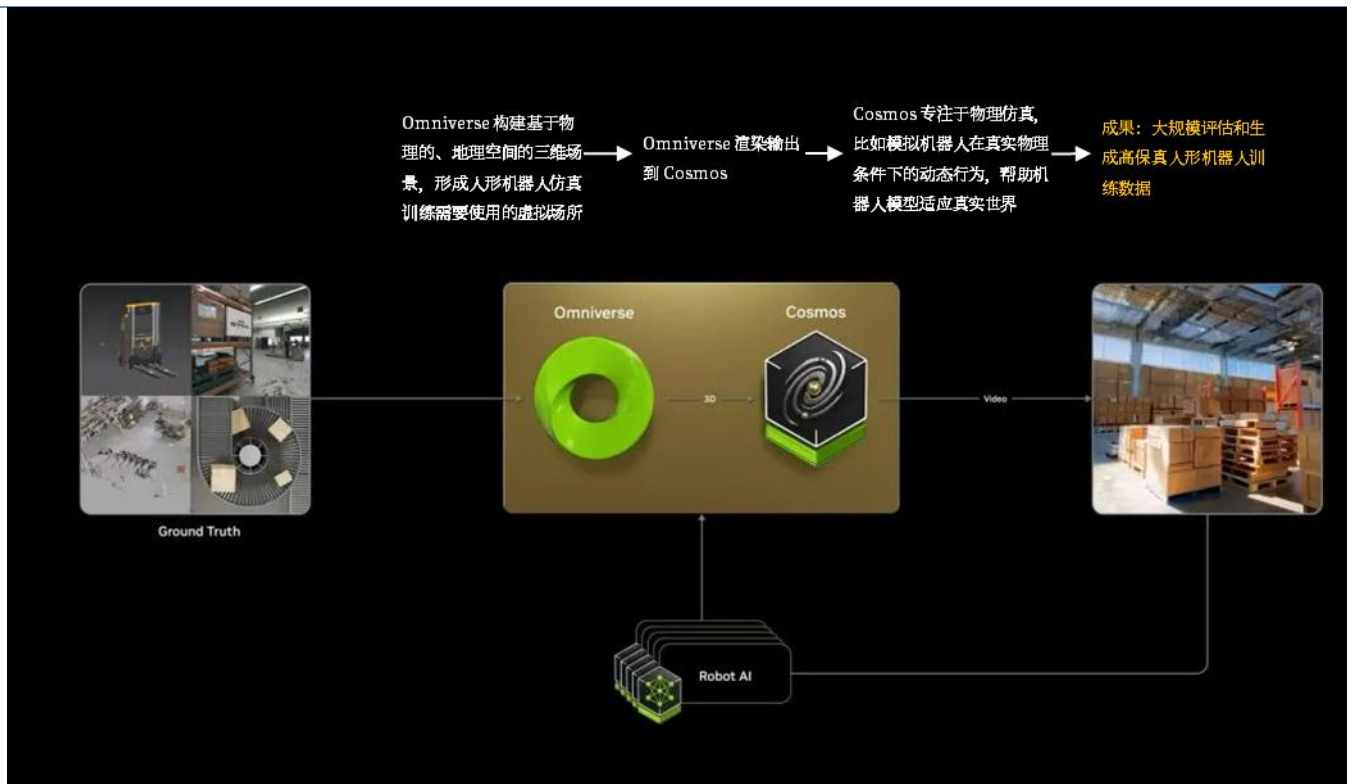 Omniverse 构建基于物
理的、地理空间的三维场
景，形成人形机器人仿真
训练需要使用的虚拟场所
Omniverse 渲染输出
到 Cosmos
Cosmos 专注于物理仿真，
比如模拟机器人在真实物理
条件下的动态行为，帮助机
器人模型适应真实世界
成果：大规模评估和生
成高保真人形机器人训
练数据
Omniverse
Cosmos
3D
Video
Ground Truth
Robot AI